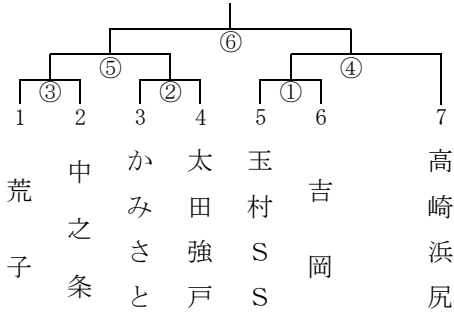 ⑥
⑤ ④
③ ② ①
1 2 3 4 5 6 7
荒子
中之条
かみさと
太田強戸
玉村ＳＳ
吉岡
高崎浜尻